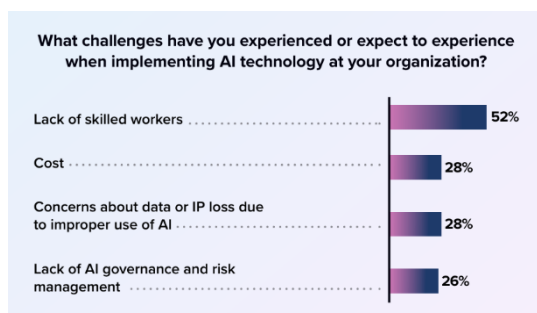 What challenges have you experienced or expect to experience
when implementing AI technology at your organization?
Lack of skilled workers
52%
Cost
28%
Concerns about data or IP loss due
to improper use of AI
28%
Lack of AI governance and risk
management
26%